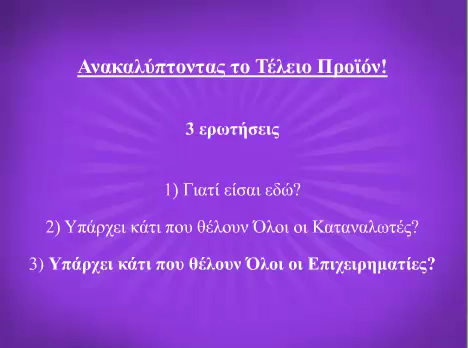 Ανακαλύπτοντας το Τέλειο Προϊόν!
3 ερωτήσεις
1) Γιατί είσαι εδώ?
2) Υπάρχει κάτι που θέλουν Όλοι οι Καταναλωτές?
3) Υπάρχει κάτι που θέλουν Όλοι οι Επιχειρηματίες?